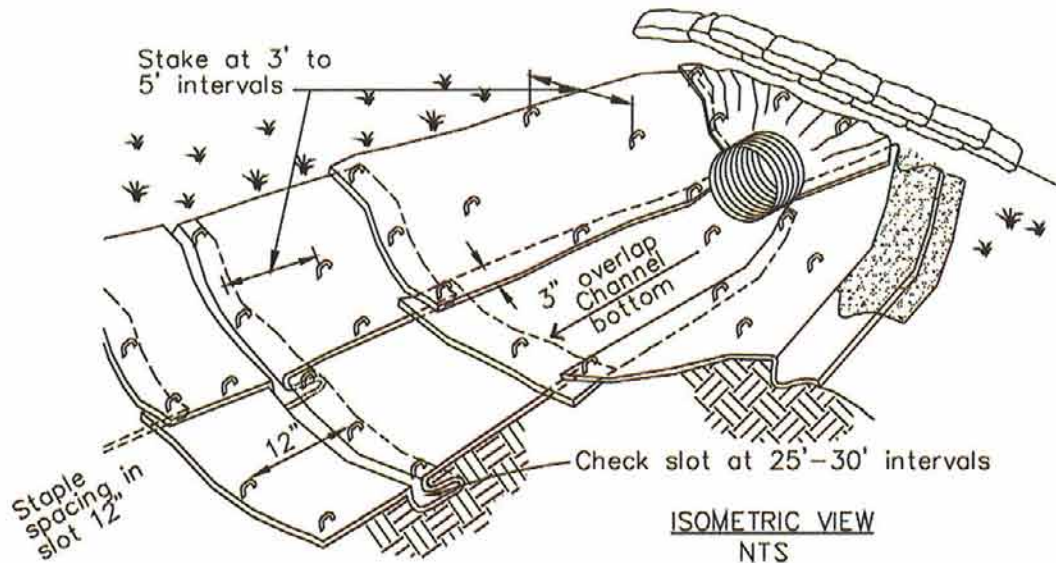 Stake at 3' to
5' intervals
3" overlap
Channel
bottom
12"
Staple
spacing in
slot 12"
Check slot at 25'-30' intervals
ISOMETRIC VIEW
NTS